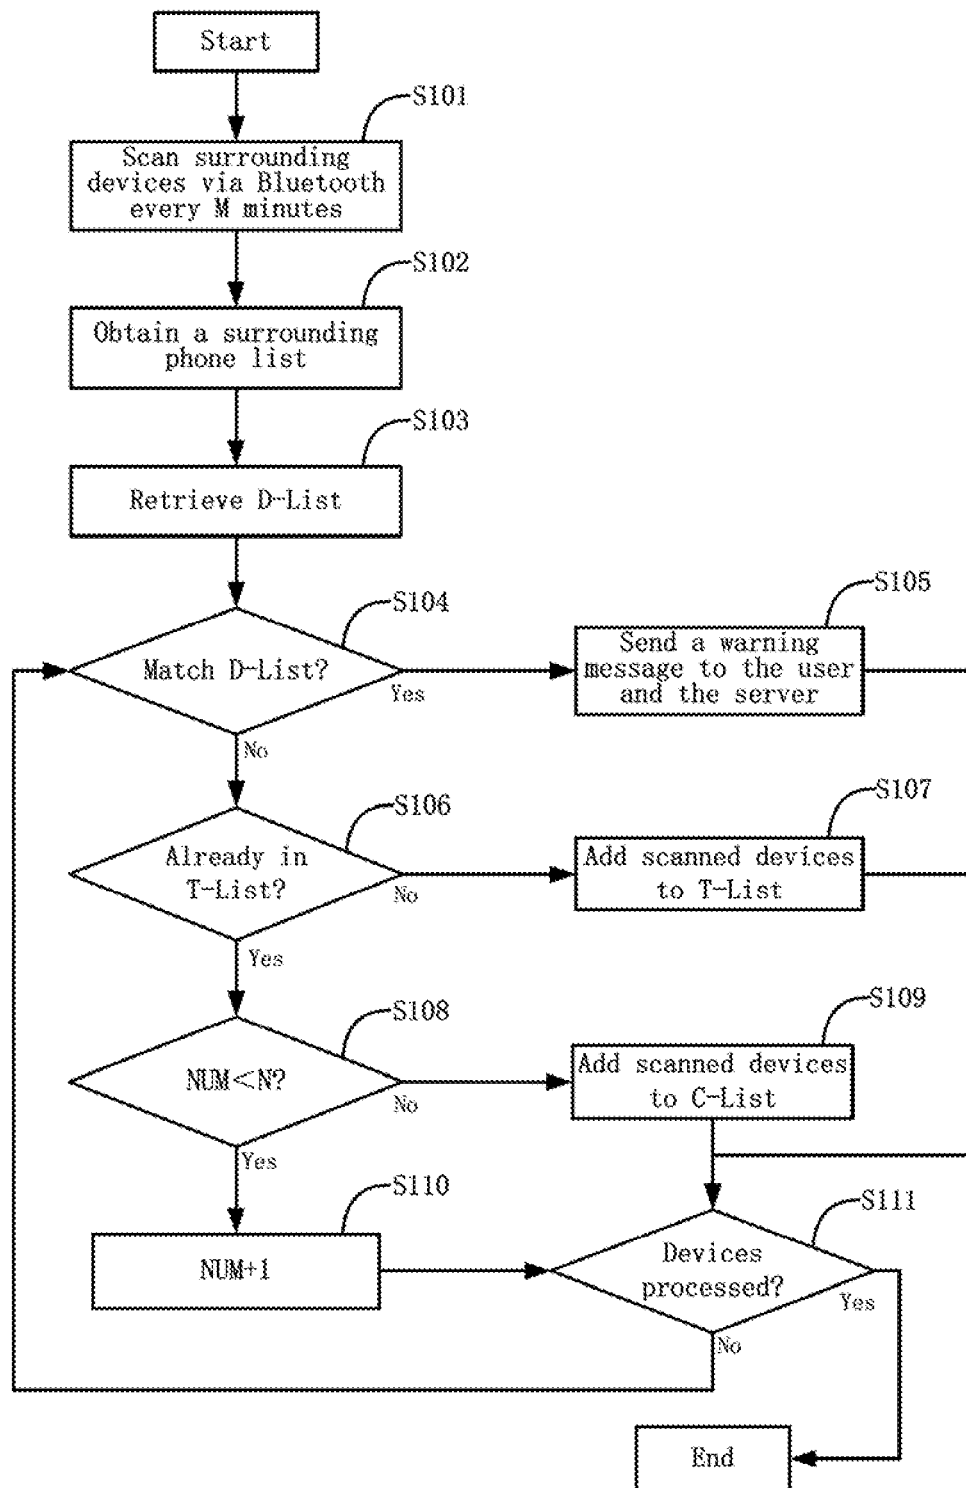 Start
S101
Scan surrounding
devices via Bluetooth
every M minutes
S102
Obtain a surrounding
phone list
S103
Retrieve D-List
S104
Match D-List?
Yes
No
S105
Send a warning
message to the user
and the server
S106
Already in
T-List?
No
Yes
S107
Add scanned devices
to T-List
S108
NUM<N?
No
Yes
S109
Add scanned devices
to C-List
S110
NUM+1
S111
Devices
processed?
Yes
No
End